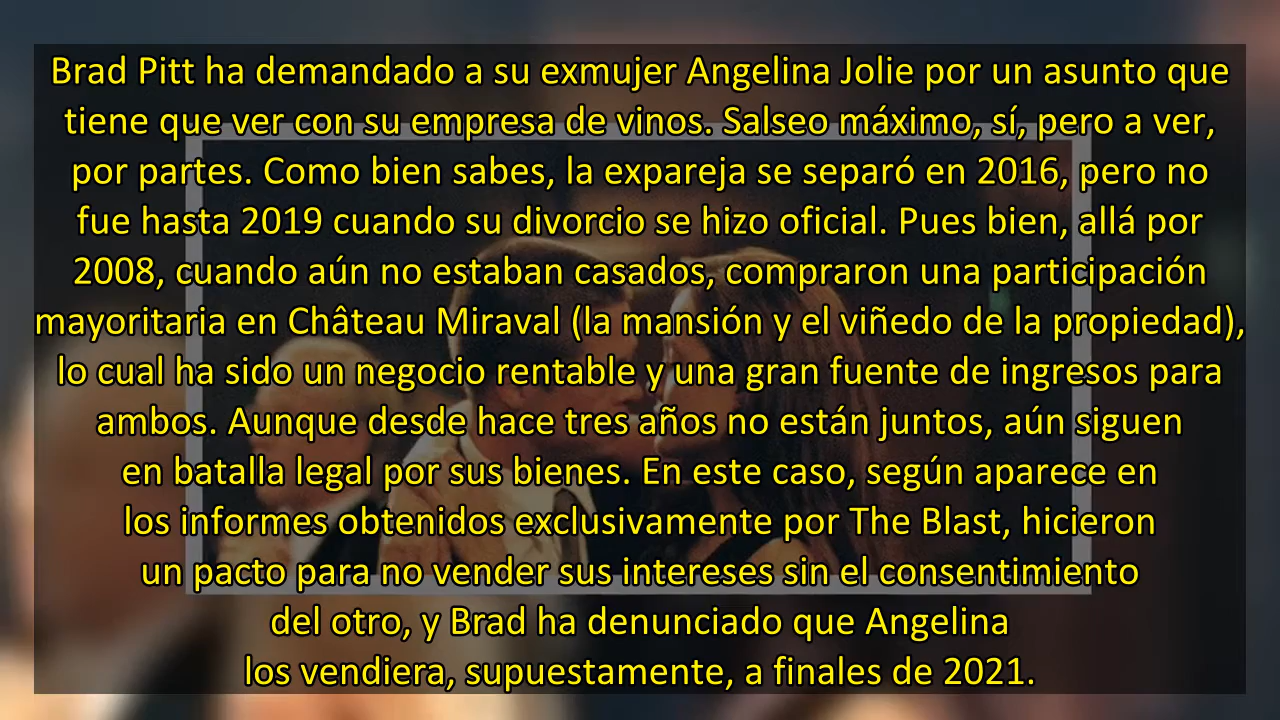 Brad Pitt ha demandado a su exmujer Angelina Jolie por un asunto que
tiene que ver con su empresa de vinos. Salseo máximo, sí, pero a ver,
por partes. Como bien sabes, la expareja se separó en 2016, pero no
fue hasta 2019 cuando su divorcio se hizo oficial. Pues bien, allá por
2008, cuando aún no estaban casados, compraron una participación
mayoritaria en Château Miraval (la mansión y el viñedo de la propiedad),
lo cual ha sido un negocio rentable y una gran fuente de ingresos para
ambos. Aunque desde hace tres años no están juntos, aún siguen
en batalla legal por sus bienes. En este caso, según aparece en
los informes obtenidos exclusivamente por The Blast, hicieron
un pacto para no vender sus intereses sin el consentimiento
del otro, y Brad ha denunciado que Angelina
los vendiera, supuestamente, a finales de 2021.